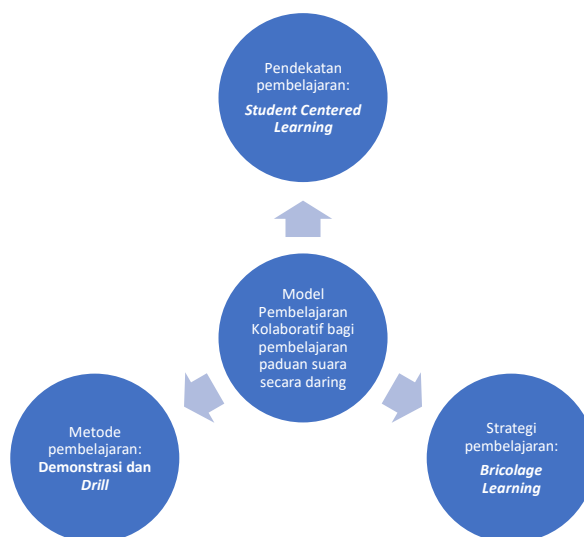 Pendekatan
pembelajaran:
Student Centered
Learning
Model
Pembelajaran
Kolaboratif bagi
pembelajaran
paduan suara
secara daring
Metode
pembelajaran:
Demonstrasi dan
Drill
Strategi
pembelajaran:
Bricolage
Learning